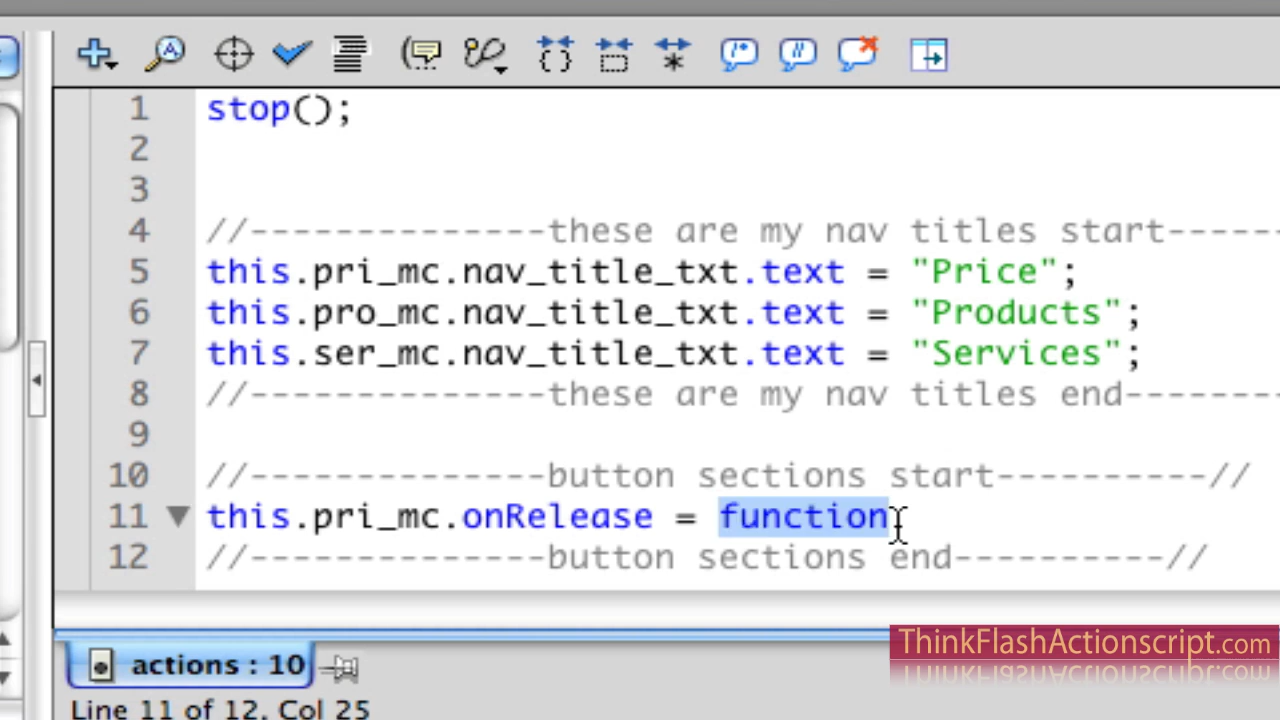 1 stop();
2
3
4 //--------------these are my nav titles start------
5 this.pri_mc.nav_title_txt.text = "Price";
6 this.pro_mc.nav_title_txt.text = "Products";
7 this.ser_mc.nav_title_txt.text = "Services";
8 //--------------these are my nav titles end--------
9
10 //--------------button sections start----------//
11 this.pri_mc.onRelease = function
12 //--------------button sections end----------//
ThinkFlashActionscript.com
actions : 10
Line 11 of 12, Col 25